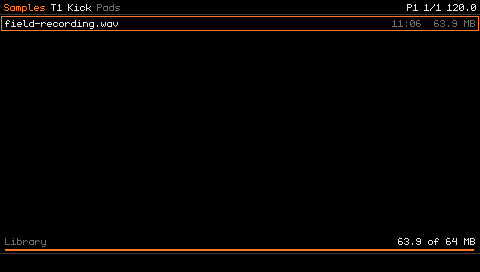 Samples T1 Kick Pads P1 1/1 120.0
field-recording.wav 11:06 63.9 MB
Library 63.9 of 64 MB